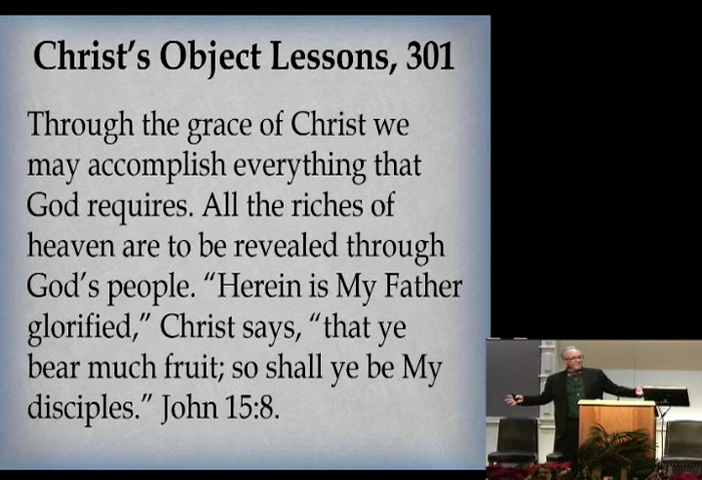 Christ’s Object Lessons, 301
Through the grace of Christ we
may accomplish everything that
God requires. All the riches of
heaven are to be revealed through
God’s people. “Herein is My Father
glorified,” Christ says, “that ye
bear much fruit; so shall ye be My
disciples.” John 15:8.